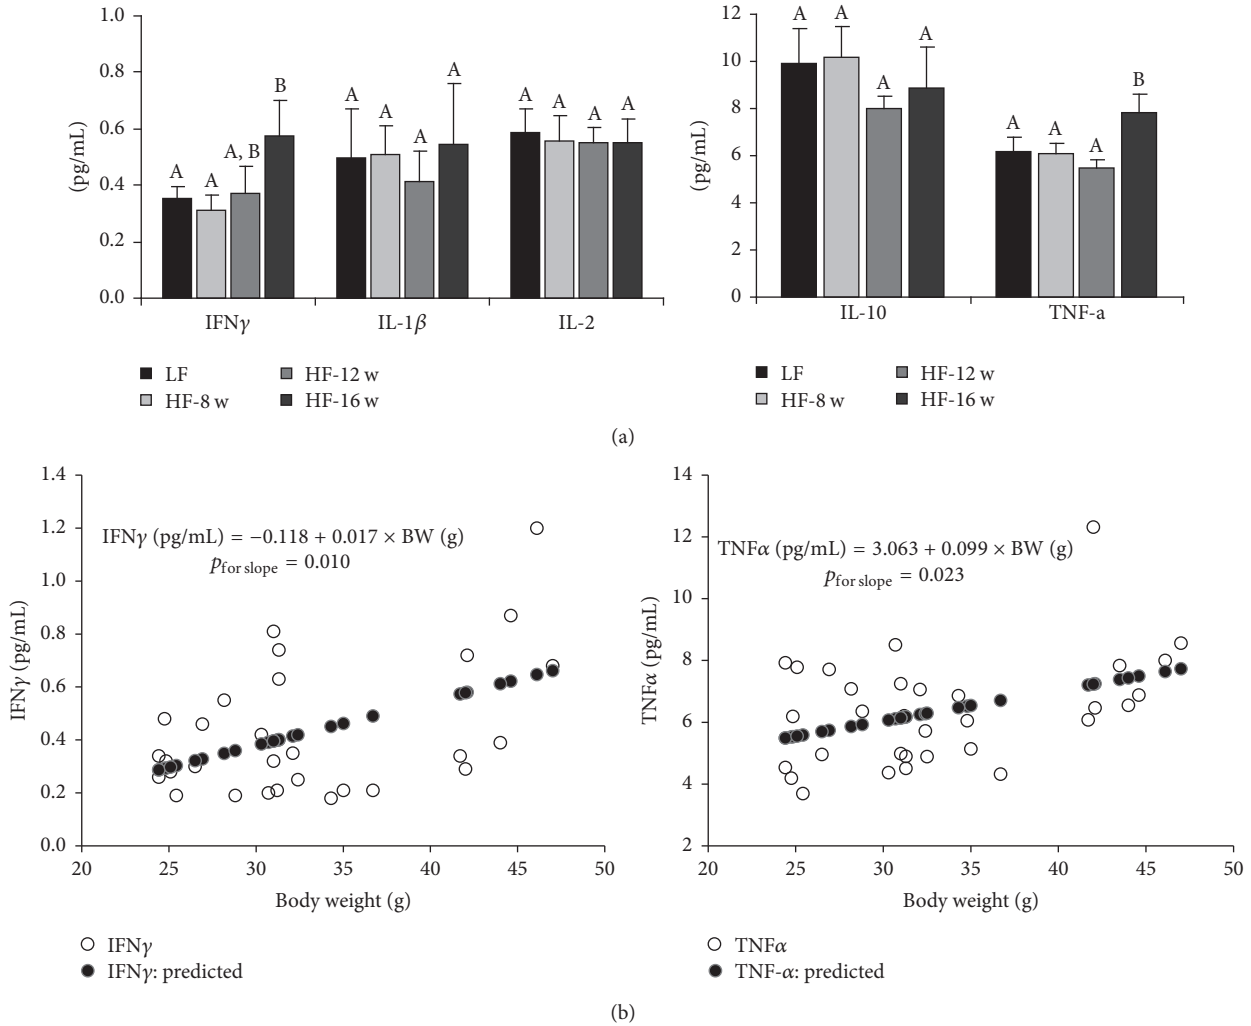 1.0
0.8
0.6
0.4
0.2
0.0
(pg/mL)
A
A
A, B
B
A
A
A
A
A
A
A
A
IFNγ
IL-1β
IL-2
LF
HF-8 w
HF-12 w
HF-16 w
12
10
8
6
4
2
0
(pg/mL)
A
A
A
A
A
A
A
B
IL-10
TNF-a
LF
HF-8 w
HF-12 w
HF-16 w
(a)
1.4
1.2
1.0
0.8
0.6
0.4
0.2
0.0
IFNγ (pg/mL)
IFNγ (pg/mL) = −0.118 + 0.017 × BW (g)
p for slope = 0.010
20
25
30
35
40
45
50
Body weight (g)
IFNγ
IFNγ: predicted
14
12
10
8
6
4
2
TNFα (pg/mL)
TNFα (pg/mL) = 3.063 + 0.099 × BW (g)
p for slope = 0.023
20
25
30
35
40
45
50
Body weight (g)
TNFα
TNF-α: predicted
(b)